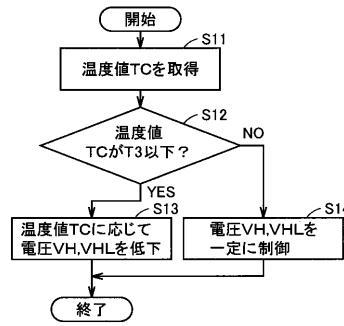 開始
S11
温度値TCを取得
S12
温度値
TCがT3以下？
NO
YES
S13
温度値TCに応じて
電圧VH,VHLを低下
S14
電圧VH,VHLを
一定に制御
終了